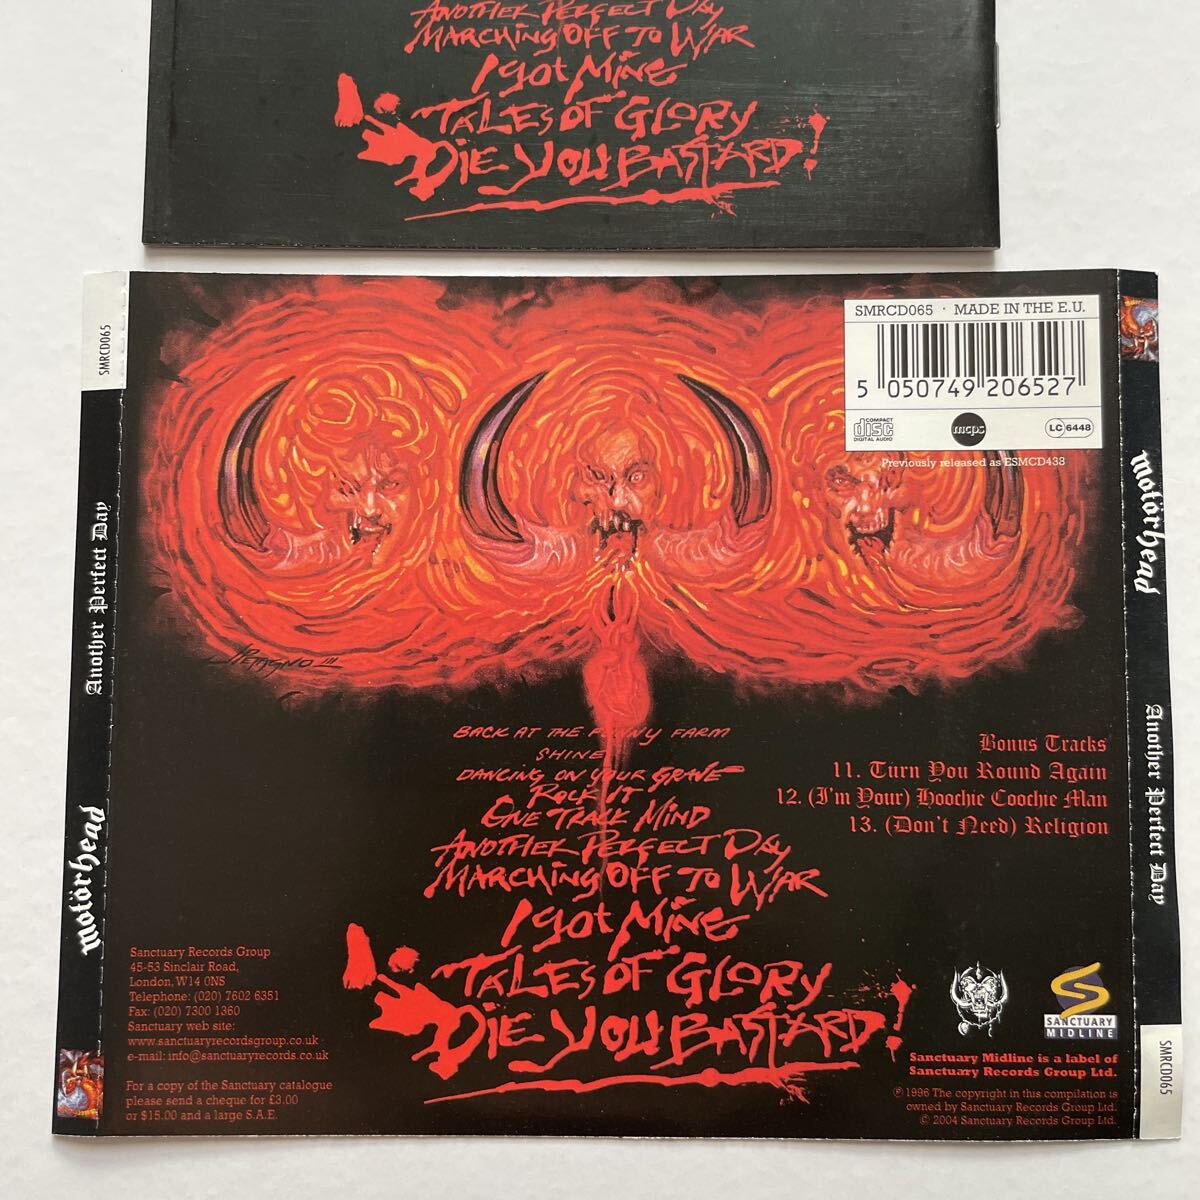 Another Perfect Day
Marching Off To War
I Got Mine
Tales Of Glory
Die You Bastard!
SMRCD065
Another Perfect Day
motörhead
SMRCD065 · MADE IN THE E.U.
5 050749 206527
COMPACT
disc
DIGITAL AUDIO
mcps
LC 6448
Previously released as ESMCD438
Petagno III
Back At The Funny Farm
Shine
Dancing On Your Grave
Rock It
One Track Mind
Another Perfect Day
Marching Off To War
I Got Mine
Tales Of Glory
Die You Bastard!
Bonus Tracks
11. Turn You Round Again
12. (I'm Your) Hoochie Coochie Man
13. (Don't Need) Religion
Sanctuary Records Group
45-53 Sinclair Road,
London, W14 0NS
Telephone: (020) 7602 6351
Fax: (020) 7300 1360
Sanctuary web site:
www.sanctuaryrecordsgroup.co.uk
e-mail: info@sanctuaryrecords.co.uk
For a copy of the Sanctuary catalogue
please send a cheque for £3.00
or $15.00 and a large S.A.E.
S
SANCTUARY
MIDLINE
Sanctuary Midline is a label of
Sanctuary Records Group Ltd.
℗ 1996 The copyright in this compilation is
owned by Sanctuary Records Group Ltd.
© 2004 Sanctuary Records Group Ltd.
motörhead
Another Perfect Day
SMRCD065